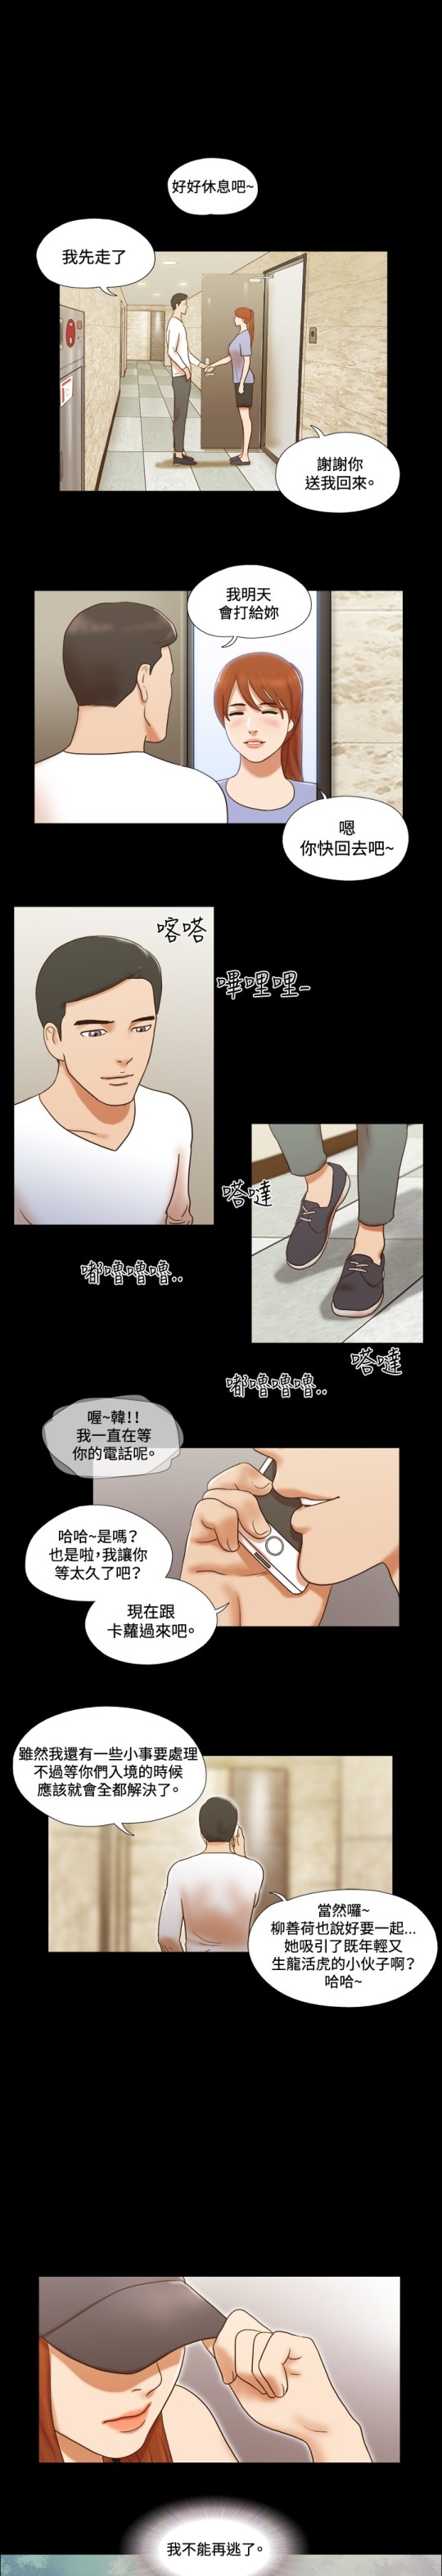 好好休息吧~
我先走了
謝謝你
送我回來。
我明天
會打給妳
嗯
你快回去吧~
喀嗒
嗶哩哩~
嗒噠
嘟嚕嚕嚕..
嗒噠
嘟嚕嚕嚕..
喔~韓!!
我一直在等
你的電話呢。
哈哈~是嗎?
也是啦,我讓你
等太久了吧?
現在跟
卡蘿過來吧。
雖然我還有一些小事要處理
不過等你們入境的時候
應該就會全都解決了。
當然囉~
柳善荷也說好要一起...
她吸引了既年輕又
生龍活虎的小伙子啊?
哈哈~
我不能再逃了。